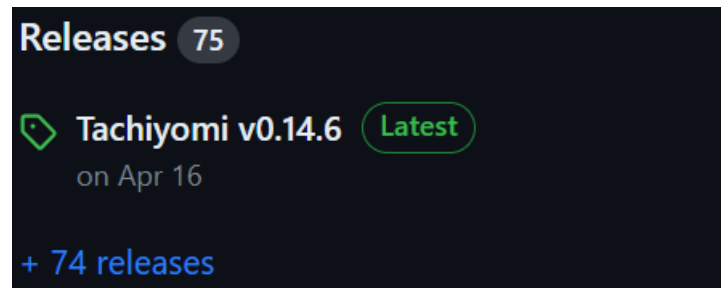 Releases 75
Tachiyomi v0.14.6 Latest
on Apr 16
+ 74 releases